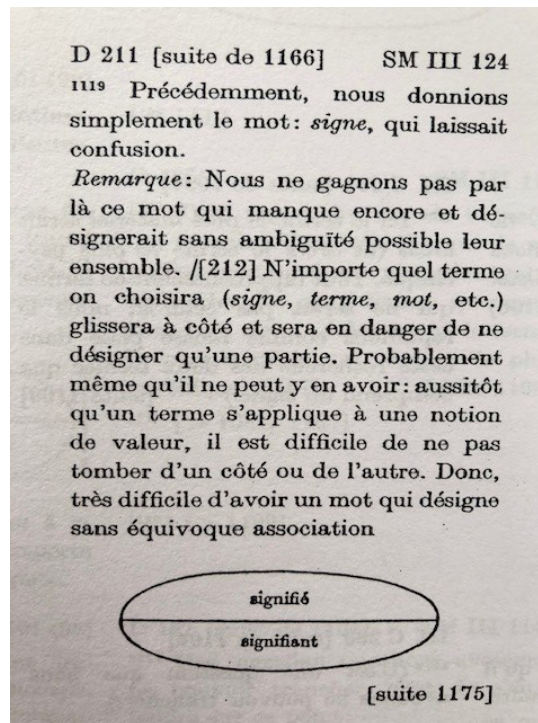 D 211 [suite de 1166] SM III 124
1119 Précédemment, nous donnions
simplement le mot: signe, qui laissait
confusion.
Remarque: Nous ne gagnons pas par
là ce mot qui manque encore et dé-
signerait sans ambiguïté possible leur
ensemble. /[212] N'importe quel terme
on choisira (signe, terme, mot, etc.)
glissera à côté et sera en danger de ne
désigner qu'une partie. Probablement
même qu'il ne peut y en avoir: aussitôt
qu'un terme s'applique à une notion
de valeur, il est difficile de ne pas
tomber d'un côté ou de l'autre. Donc,
très difficile d'avoir un mot qui désigne
sans équivoque association
signifié
signifiant
[suite 1175]